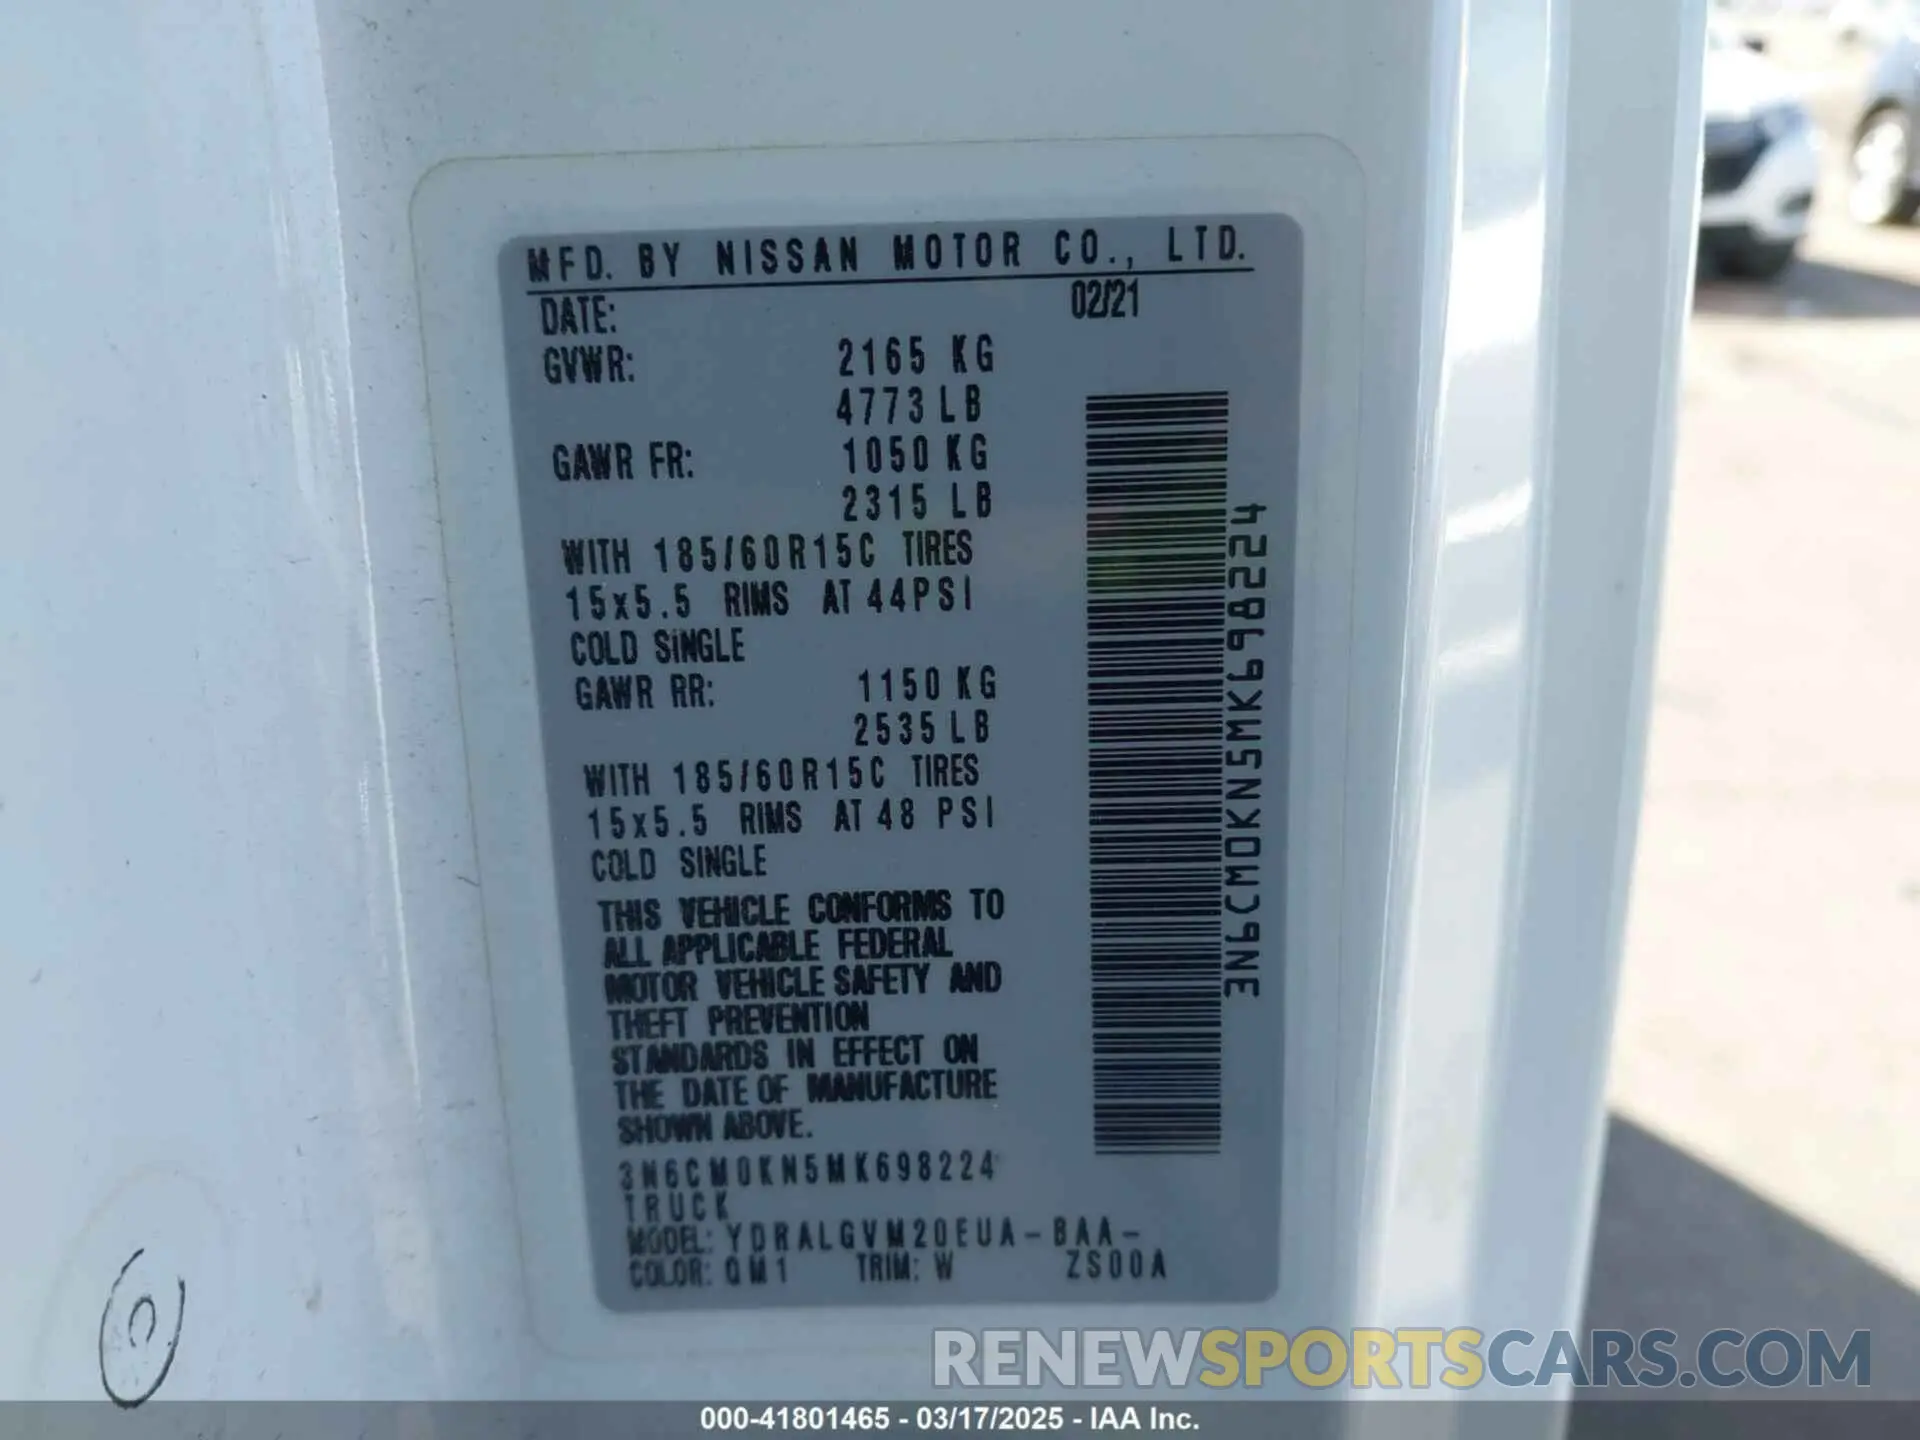 MFD. BY NISSAN MOTOR CO., LTD.
DATE: 02/21
GVWR: 2165 KG
4773 LB
GAWR FR: 1050 KG
2315 LB
WITH 185/60R15C TIRES
15x5.5 RIMS AT 44PSI
COLD SINGLE
GAWR RR: 1150 KG
2535 LB
WITH 185/60R15C TIRES
15x5.5 RIMS AT 48 PSI
COLD SINGLE
THIS VEHICLE CONFORMS TO
ALL APPLICABLE FEDERAL
MOTOR VEHICLE SAFETY AND
THEFT PREVENTION
STANDARDS IN EFFECT ON
THE DATE OF MANUFACTURE
SHOWN ABOVE.
3N6CM0KN5MK698224
TRUCK
MODEL: YDRALGVM20EUA-BAA-
COLOR: QM1 TRIM: W ZS00A
3N6CM0KN5MK698224
RENEWSPORTSCARS.COM
000-41801465 - 03/17/2025 - IAA Inc.